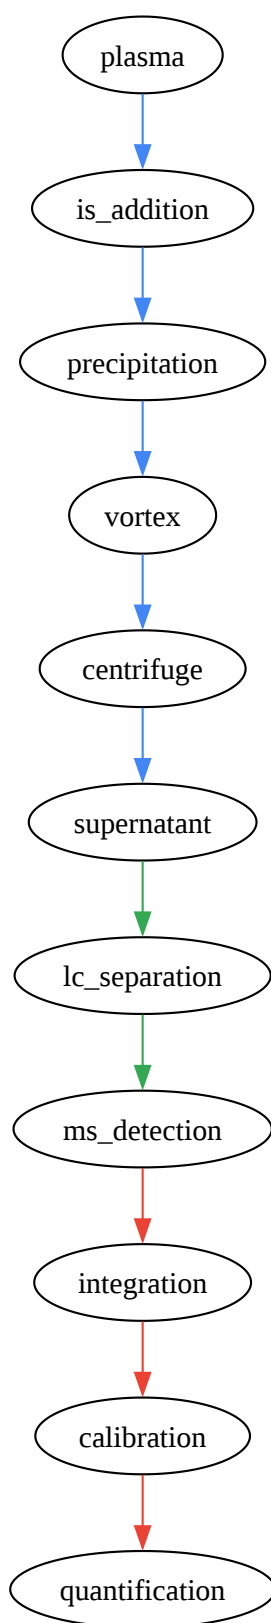 plasma
is_addition
precipitation
vortex
centrifuge
supernatant
lc_separation
ms_detection
integration
calibration
quantification